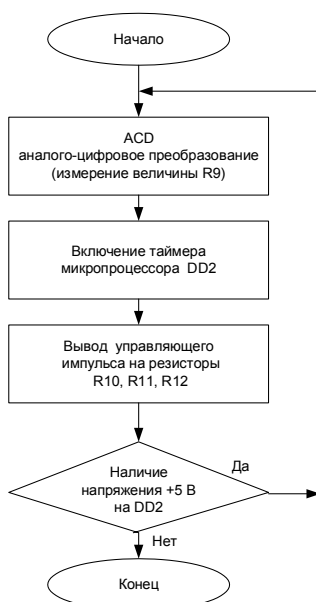 Начало
ACD
аналого-цифровое преобразование
(измерение величины R9)
Включение таймера
микропроцессора DD2
Вывод управляющего
импульса на резисторы
R10, R11, R12
Наличие
напряжения +5 В
на DD2
Да
Нет
Конец